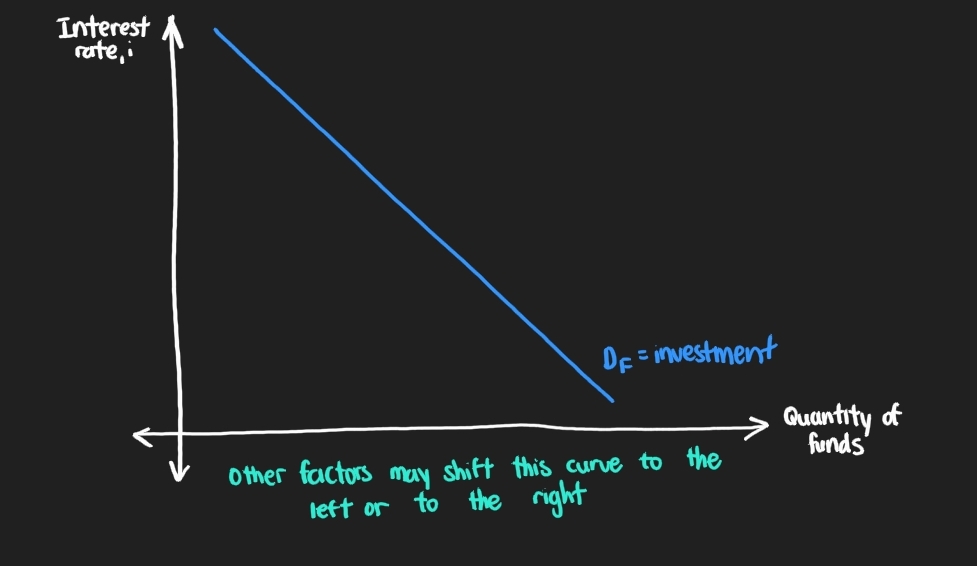 Interest
rate, i
D_F = investment
Quantity of
funds
Other factors may shift this curve to the
left or to the right